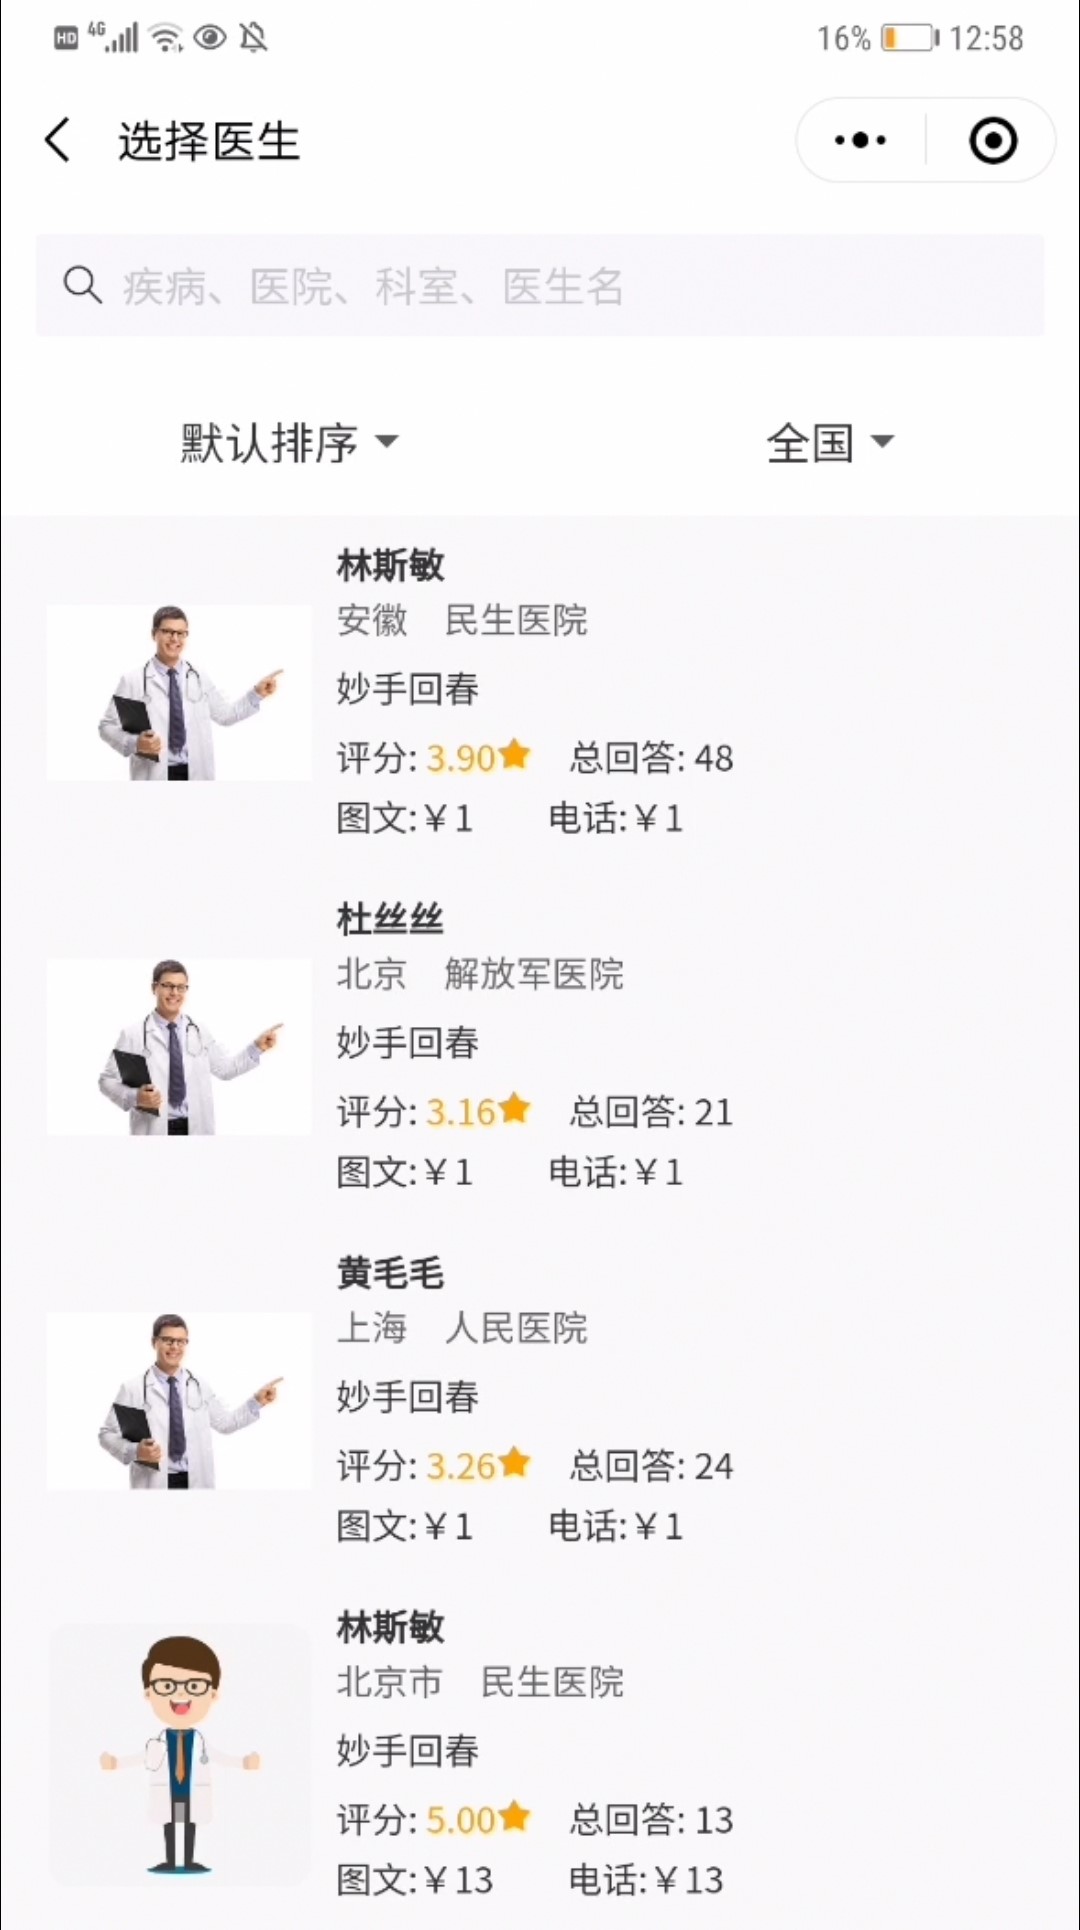 HD 4G 16% 12:58
选择医生
疾病、医院、科室、医生名
默认排序 全国
林斯敏
安徽 民生医院
妙手回春
评分: 3.90 总回答: 48
图文:￥1 电话:￥1
杜丝丝
北京 解放军医院
妙手回春
评分: 3.16 总回答: 21
图文:￥1 电话:￥1
黄毛毛
上海 人民医院
妙手回春
评分: 3.26 总回答: 24
图文:￥1 电话:￥1
林斯敏
北京市 民生医院
妙手回春
评分: 5.00 总回答: 13
图文:￥13 电话:￥13